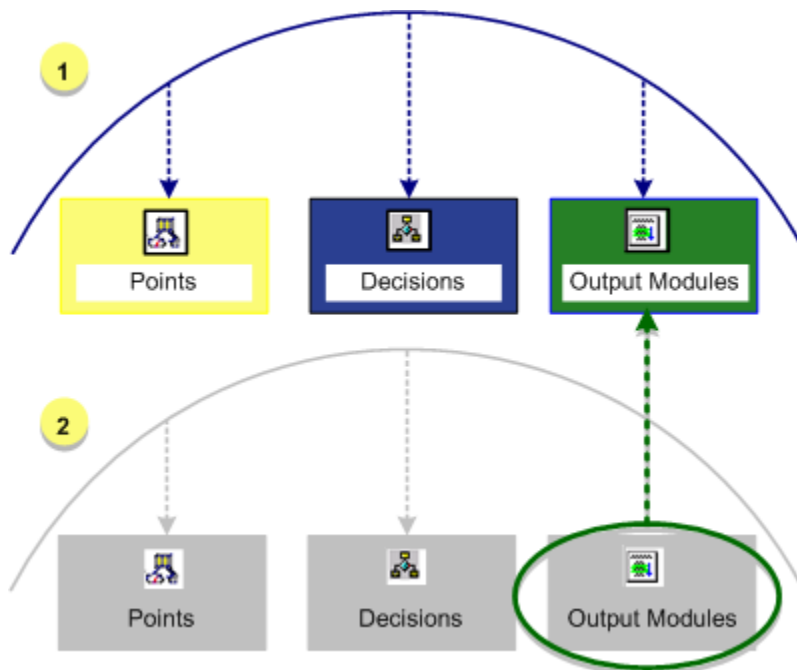 1
Points
Decisions
Output Modules
2
Points
Decisions
Output Modules